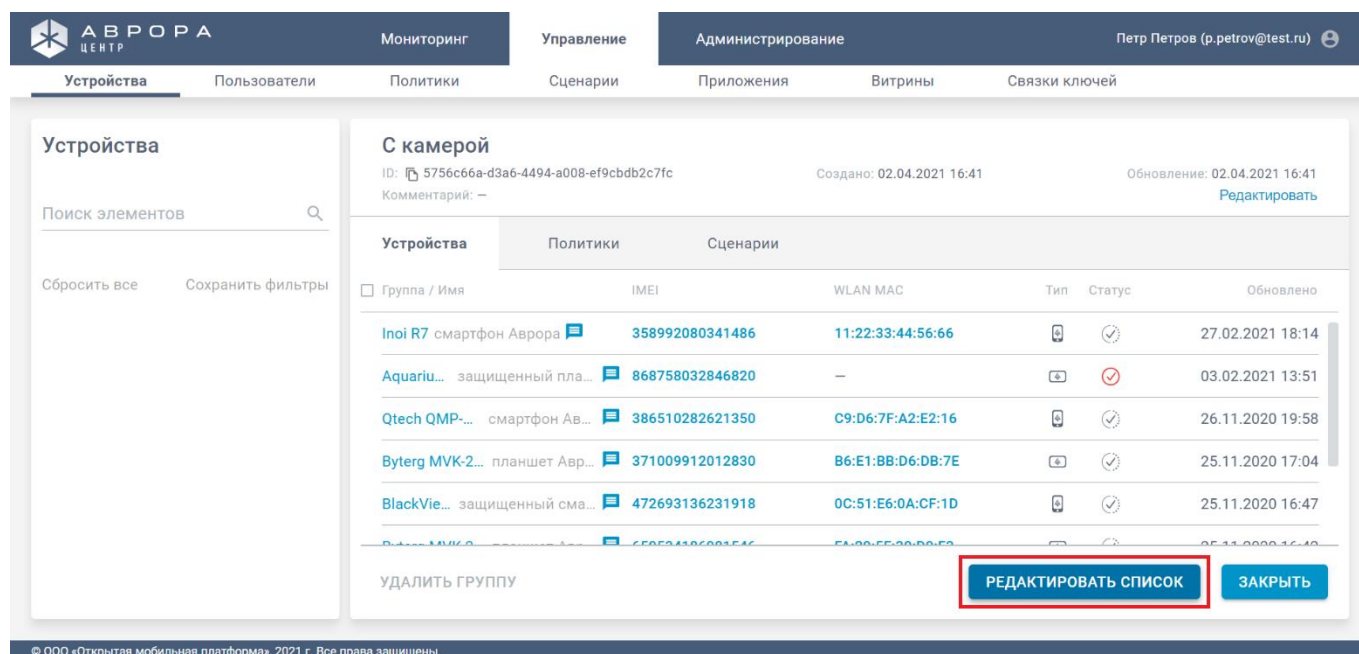 АВРОРА
ЦЕНТР
Мониторинг Управление Администрирование Петр Петров (p.petrov@test.ru)
Устройства Пользователи Политики Сценарии Приложения Витрины Связки ключей
Устройства
Поиск элементов
Сбросить все Сохранить фильтры
С камерой
ID: 5756c66a-d3a6-4494-a008-ef9cbdb2c7fc Создано: 02.04.2021 16:41 Обновление: 02.04.2021 16:41
Комментарий: — Редактировать
Устройства Политики Сценарии
Группа / Имя IMEI WLAN MAC Тип Статус Обновлено
Inoi R7 смартфон Аврора 358992080341486 11:22:33:44:56:66 27.02.2021 18:14
Aquariu... защищенный пла... 868758032846820 — 03.02.2021 13:51
Qtech QMP-... смартфон Ав... 386510282621350 C9:D6:7F:A2:E2:16 26.11.2020 19:58
Byterg MVK-2... планшет Авр... 371009912012830 B6:E1:BB:D6:DB:7E 25.11.2020 17:04
BlackVie... защищенный сма... 472693136231918 0C:51:E6:0A:CF:1D 25.11.2020 16:47
УДАЛИТЬ ГРУППУ РЕДАКТИРОВАТЬ СПИСОК ЗАКРЫТЬ
© ООО «Открытая мобильная платформа», 2021 г. Все права защищены